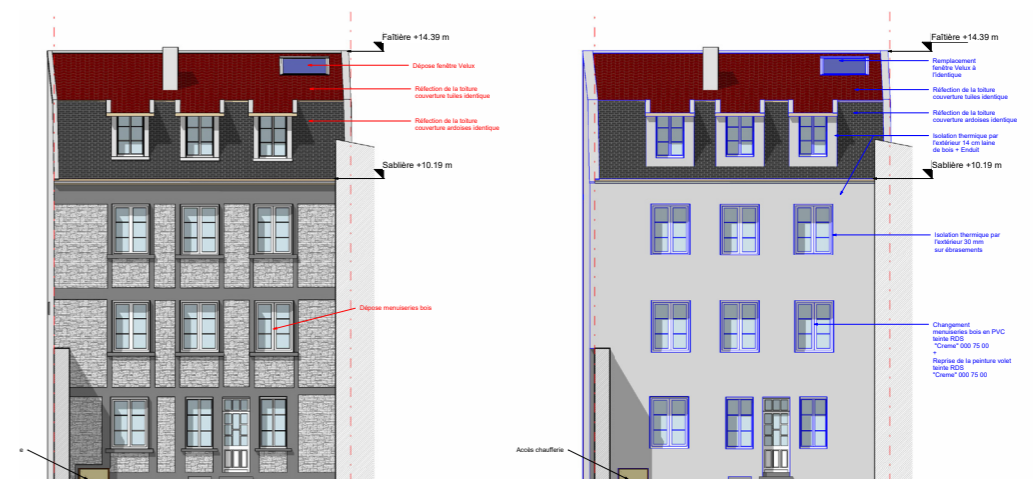 Faîtière +14.39 m
Dépose fenêtre Velux
Réfection de la toiture
couverture tuiles identique
Réfection de la toiture
couverture ardoises identique
Sablière +10.19 m
Dépose menuiseries bois
e
Faîtière +14.39 m
Remplacement
fenêtre Velux à
l'identique
Réfection de la toiture
couverture tuiles identique
Réfection de la toiture
couverture ardoises identique
Isolation thermique par
l'extérieur 14 cm laine
de bois + Enduit
Sablière +10.19 m
Isolation thermique par
l'extérieur 30 mm
sur ébrasements
Changement
menuiseries bois en PVC
teinte RDS
"Creme" 000 75 00
+
Reprise de la peinture volet
teinte RDS
"Creme" 000 75 00
Accès chaufferie